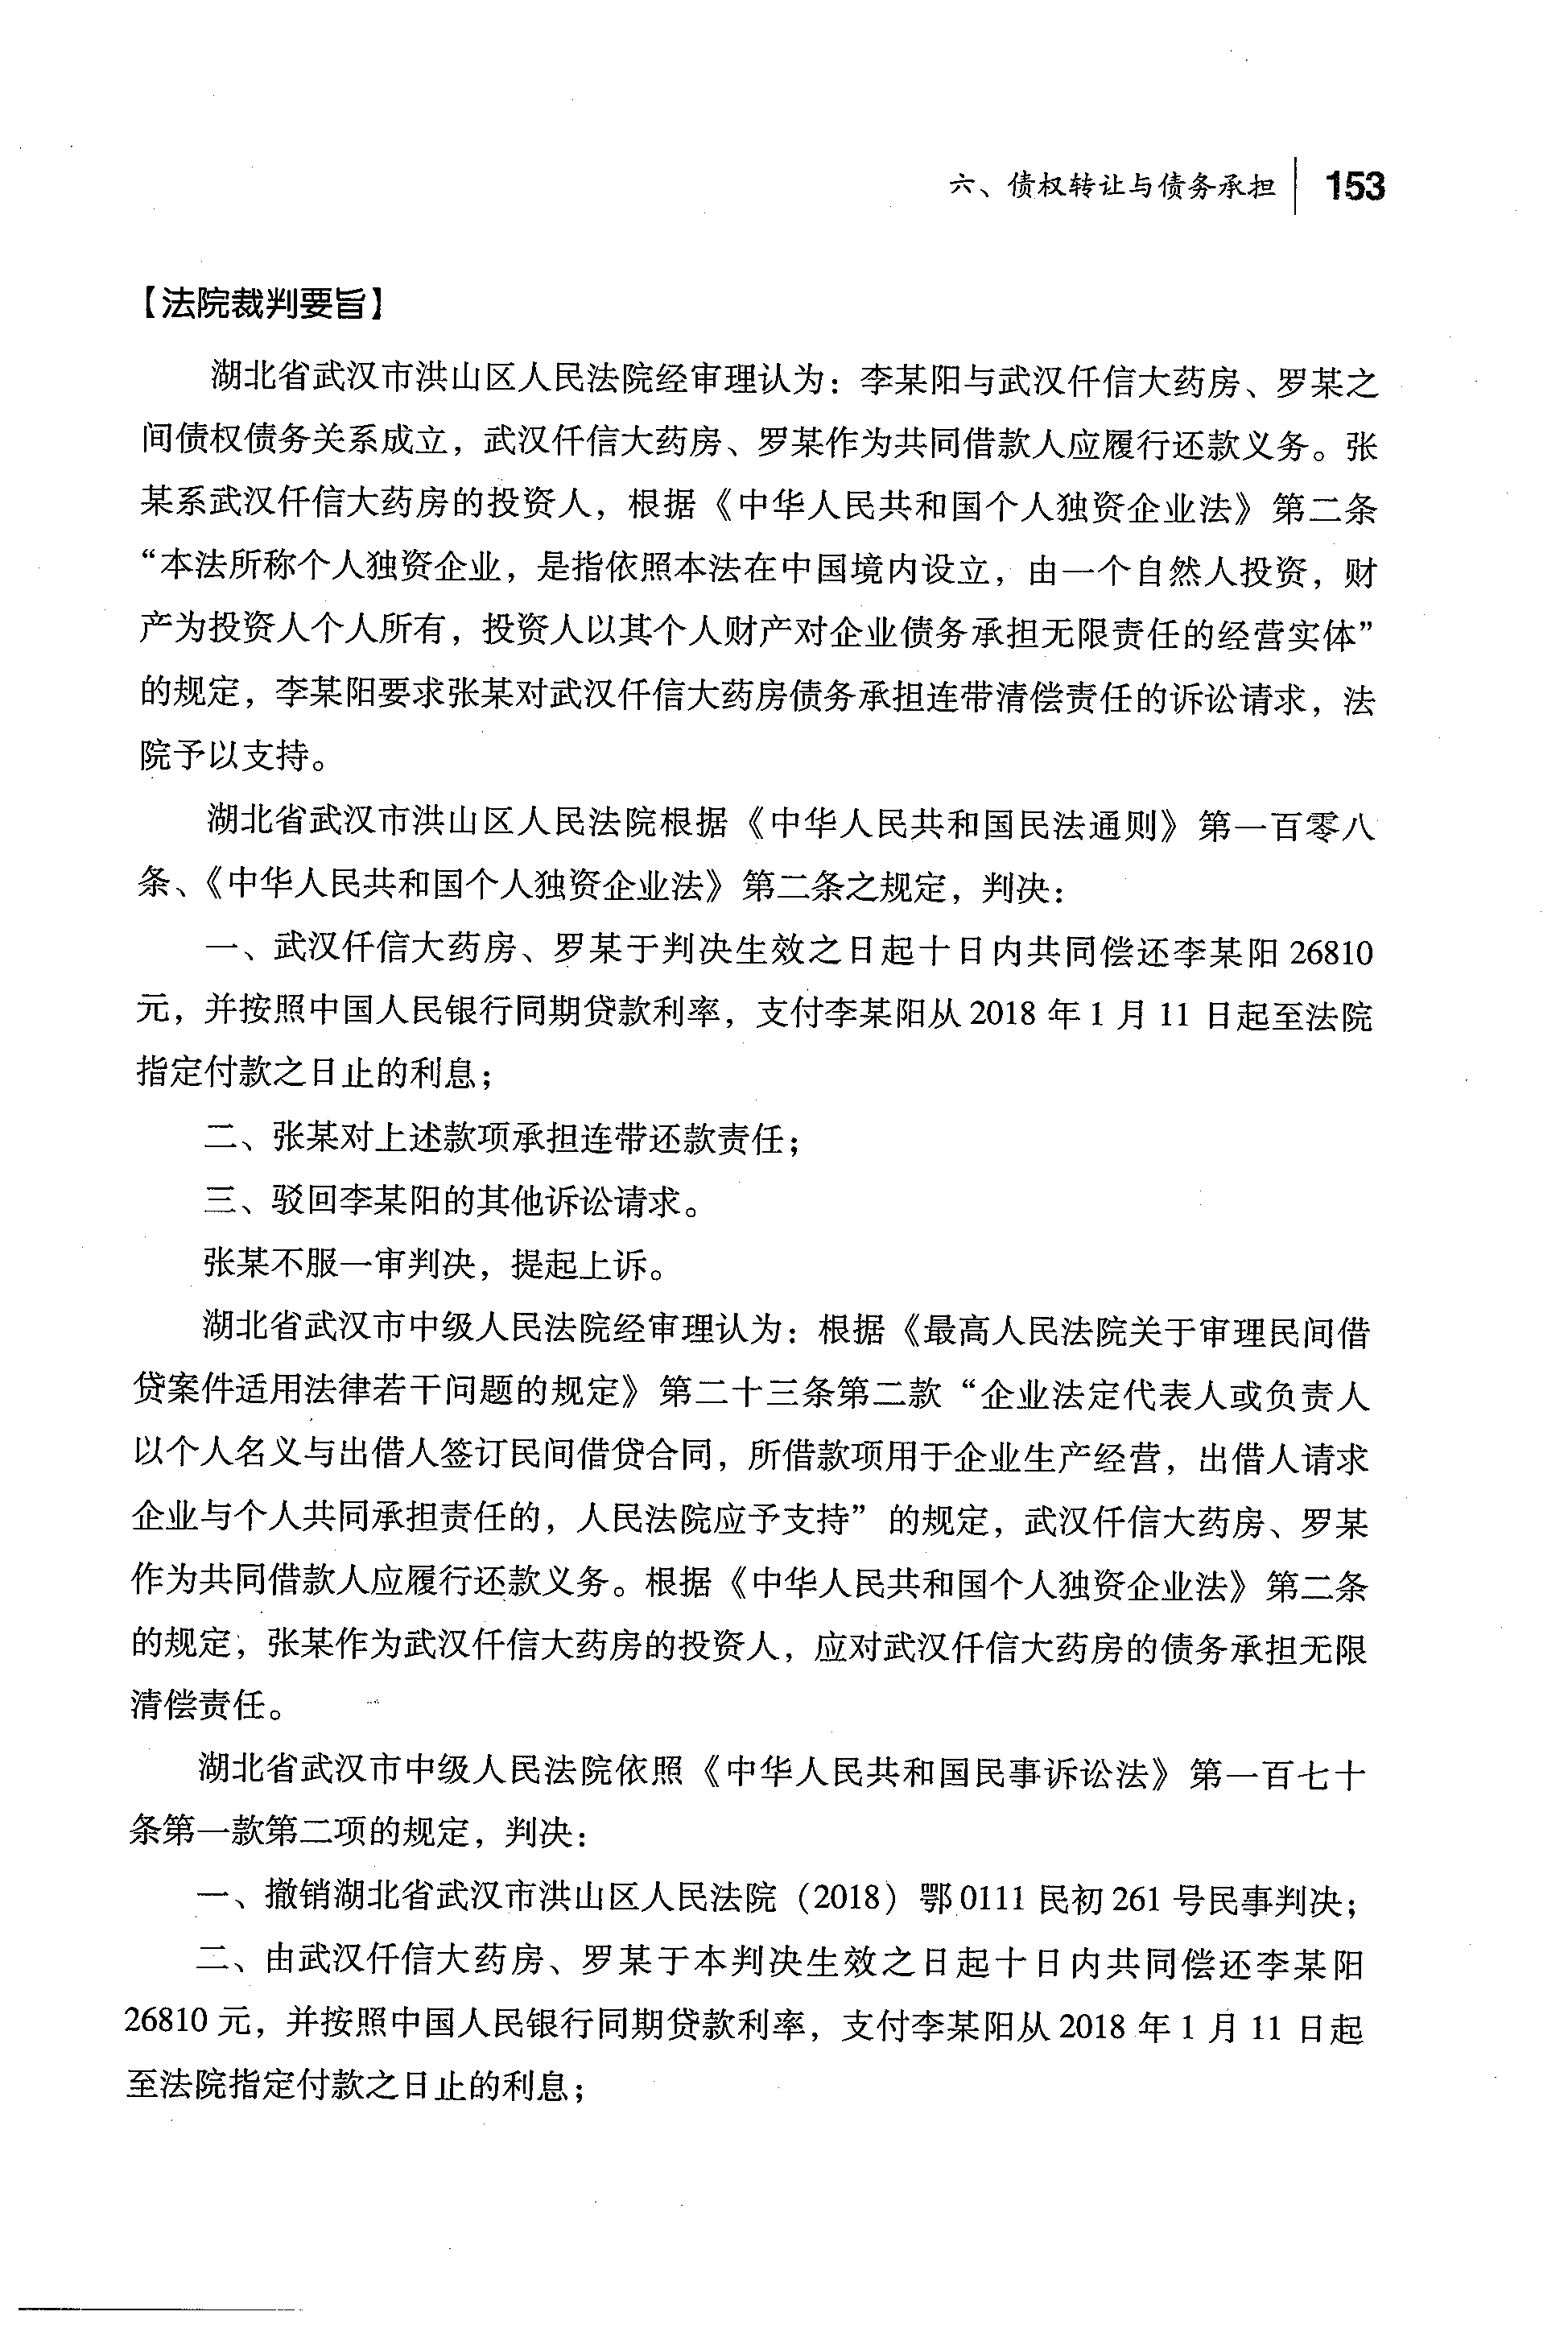 六、债权转让与债务承担 153
【法院裁判要旨】
湖北省武汉市洪山区人民法院经审理认为：李某阳与武汉仟信大药房、罗某之
间债权债务关系成立，武汉仟信大药房、罗某作为共同借款人应履行还款义务。张
某系武汉仟信大药房的投资人，根据《中华人民共和国个人独资企业法》第二条
“本法所称个人独资企业，是指依照本法在中国境内设立，由一个自然人投资，财
产为投资人个人所有，投资人以其个人财产对企业债务承担无限责任的经营实体”
的规定，李某阳要求张某对武汉仟信大药房债务承担连带清偿责任的诉讼请求，法
院予以支持。
湖北省武汉市洪山区人民法院根据《中华人民共和国民法通则》第一百零八
条、《中华人民共和国个人独资企业法》第二条之规定，判决：
一、武汉仟信大药房、罗某于判决生效之日起十日内共同偿还李某阳 26810
元，并按照中国人民银行同期贷款利率，支付李某阳从 2018 年 1 月 11 日起至法院
指定付款之日止的利息；
二、张某对上述款项承担连带还款责任；
三、驳回李某阳的其他诉讼请求。
张某不服一审判决，提起上诉。
湖北省武汉市中级人民法院经审理认为：根据《最高人民法院关于审理民间借
贷案件适用法律若干问题的规定》第二十三条第二款“企业法定代表人或负责人
以个人名义与出借人签订民间借贷合同，所借款项用于企业生产经营，出借人请求
企业与个人共同承担责任的，人民法院应予支持”的规定，武汉仟信大药房、罗某
作为共同借款人应履行还款义务。根据《中华人民共和国个人独资企业法》第二条
的规定，张某作为武汉仟信大药房的投资人，应对武汉仟信大药房的债务承担无限
清偿责任。
湖北省武汉市中级人民法院依照《中华人民共和国民事诉讼法》第一百七十
条第一款第二项的规定，判决：
一、撤销湖北省武汉市洪山区人民法院（2018）鄂 0111 民初 261 号民事判决；
二、由武汉仟信大药房、罗某于本判决生效之日起十日内共同偿还李某阳
26810 元，并按照中国人民银行同期贷款利率，支付李某阳从 2018 年 1 月 11 日起
至法院指定付款之日止的利息；